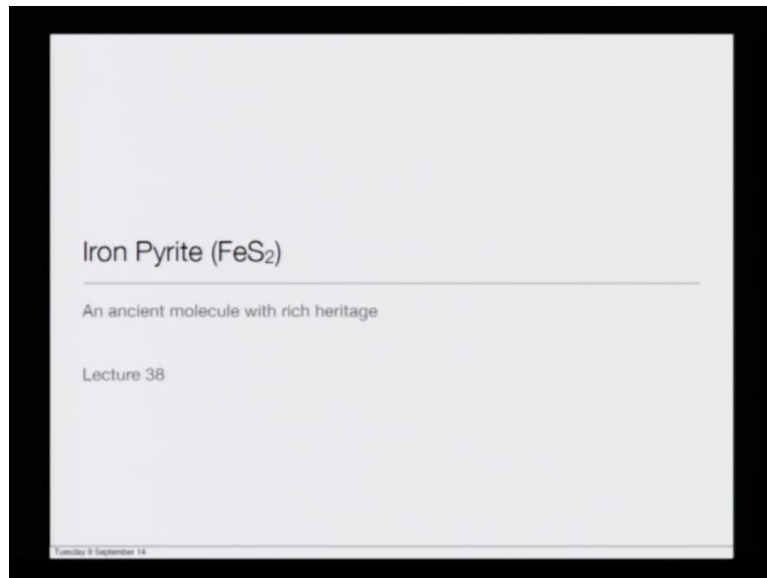 Iron Pyrite (FeS₂)
An ancient molecule with rich heritage
Lecture 38
Tuesday 9 September 14